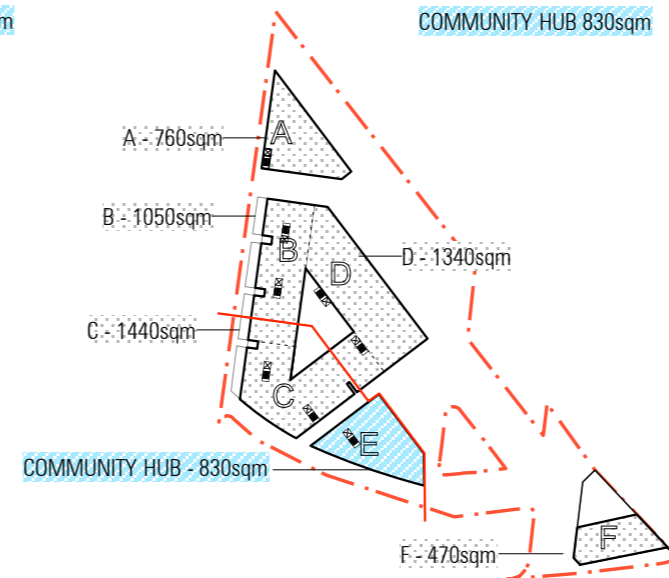 m
COMMUNITY HUB 830sqm
A - 760sqm
A
B - 1050sqm
B
D
D - 1340sqm
C - 1440sqm
C
E
COMMUNITY HUB - 830sqm
F
F - 470sqm